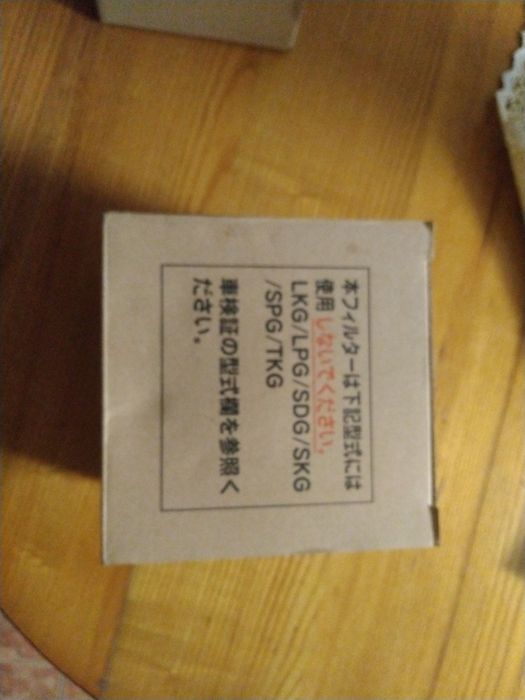 本フィルターは下記型式には
使用しないでください。
LKG/LPG/SDG/SKG
/SPG/TKG
車検証の型式欄を参照く
ださい。